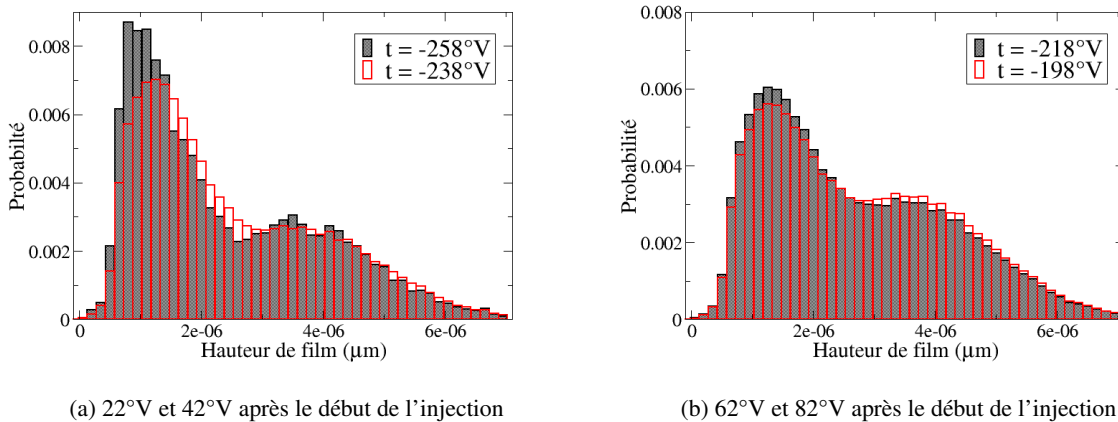 0.008
0.006
0.004
0.002
0
Probabilté
t = -258°V
t = -238°V
0
2e-06
4e-06
6e-06
Hauteur de film (μm)
(a) 22°V et 42°V après le début de l'injection
0.008
0.006
0.004
0.002
0
Probabilté
t = -218°V
t = -198°V
0
2e-06
4e-06
6e-06
Hauteur de film (μm)
(b) 62°V et 82°V après le début de l'injection